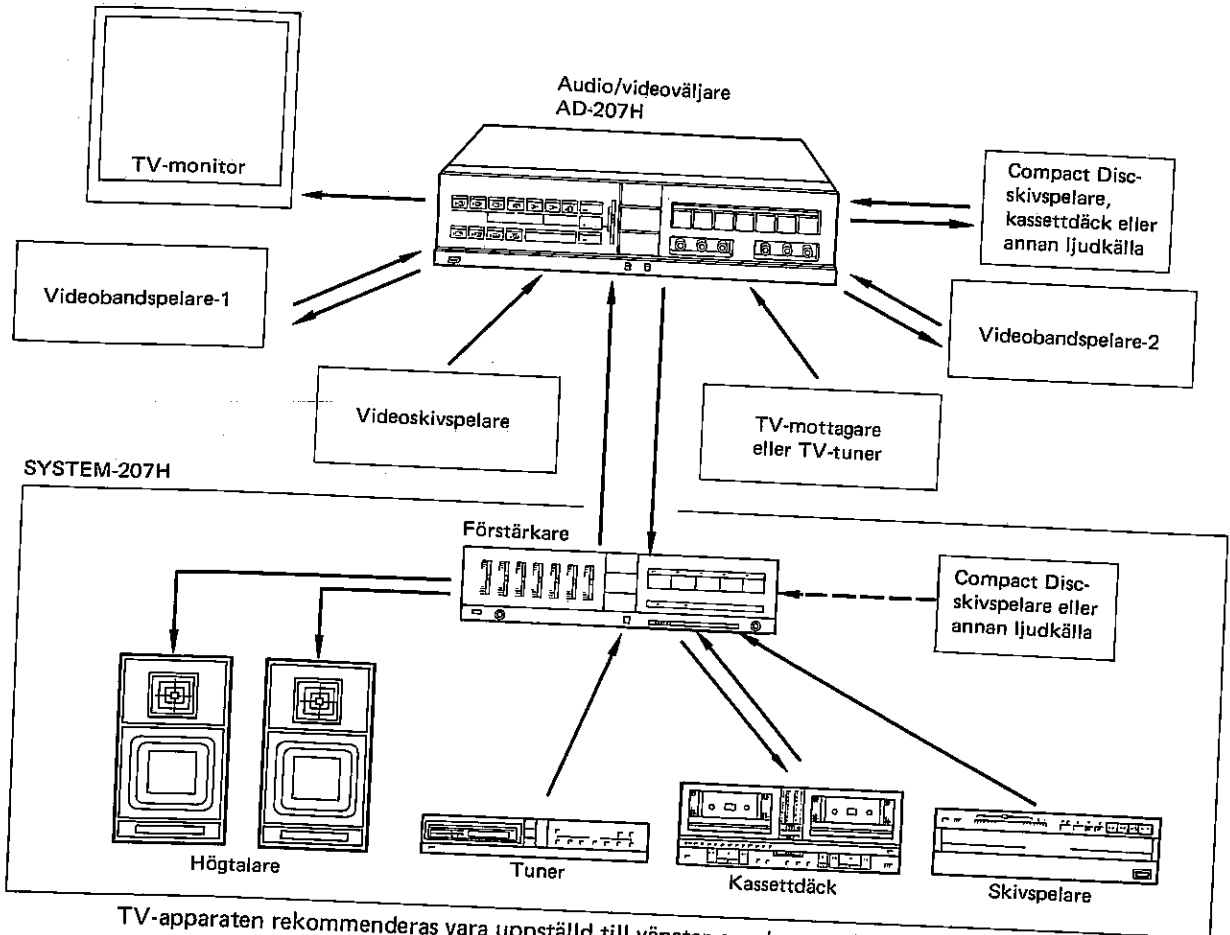 Audio/videoväljare
AD-207H
TV-monitor
Compact Disc-
skivspelare,
kassettdäck eller
annan ljudkälla
Videobandspelare-1
Videobandspelare-2
Videoskivspelare
TV-mottagare
eller TV-tuner
SYSTEM-207H
Förstärkare
Compact Disc-
skivspelare eller
annan ljudkälla
Högtalare
Tuner
Kassettdäck
Skivspelare
TV-apparaten rekommenderas vara uppställd till vänster